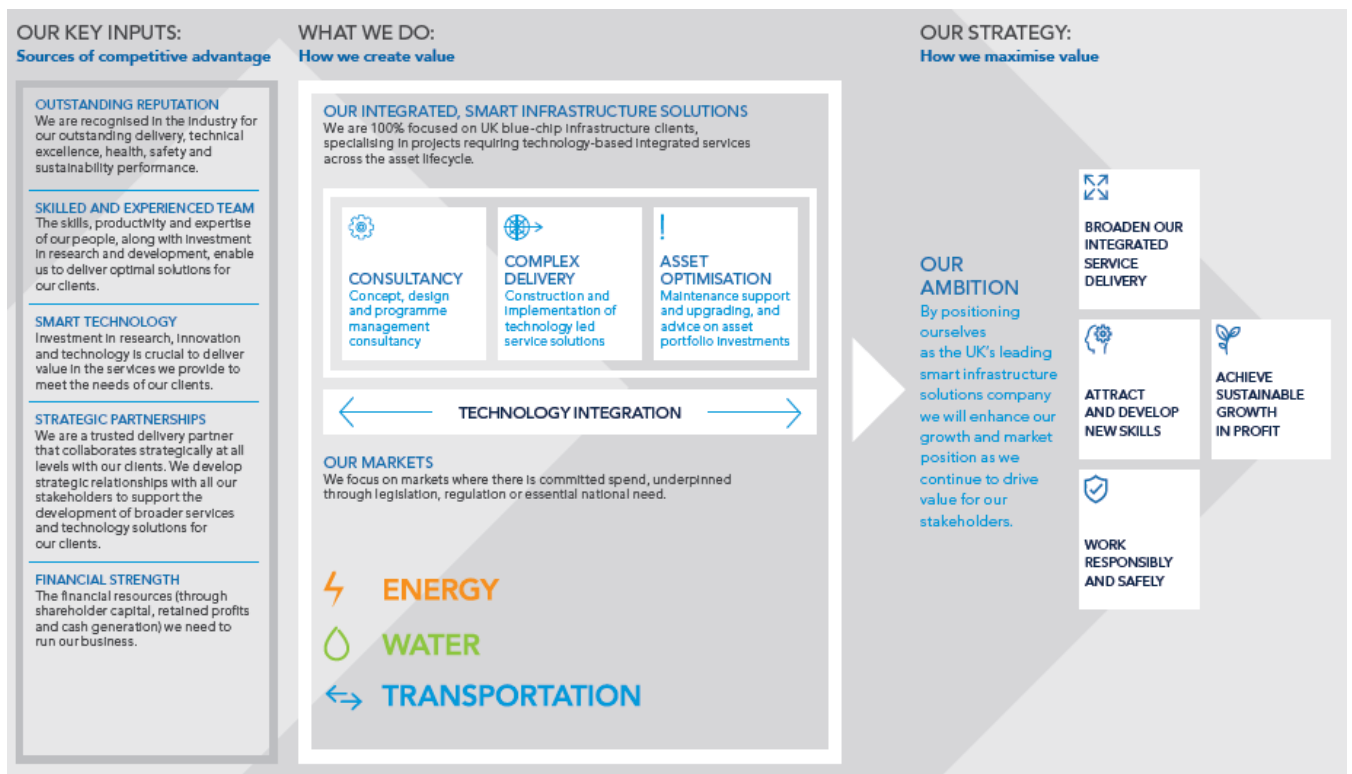 OUR KEY INPUTS:
Sources of competitive advantage
OUTSTANDING REPUTATION
We are recognised in the industry for
our outstanding delivery, technical
excellence, health, safety and
sustainability performance.
SKILLED AND EXPERIENCED TEAM
The skills, productivity and expertise
of our people, along with investment
in research and development, enable
us to deliver optimal solutions for
our clients.
SMART TECHNOLOGY
Investment in research, innovation
and technology is crucial to deliver
value in the services we provide to
meet the needs of our clients.
STRATEGIC PARTNERSHIPS
We are a trusted delivery partner
that collaborates strategically at all
levels with our clients. We develop
strategic relationships with all our
stakeholders to support the
development of broader services
and technology solutions for
our clients.
FINANCIAL STRENGTH
The financial resources (through
shareholder capital, retained profits
and cash generation) we need to
run our business.
WHAT WE DO:
How we create value
OUR INTEGRATED, SMART INFRASTRUCTURE SOLUTIONS
We are 100% focused on UK blue-chip infrastructure clients,
specialising in projects requiring technology-based integrated services
across the asset lifecycle.
CONSULTANCY
Concept, design
and programme
management
consultancy
COMPLEX
DELIVERY
Construction and
implementation of
technology led
service solutions
ASSET
OPTIMISATION
Maintenance support
and upgrading, and
advice on asset
portfolio investments
TECHNOLOGY INTEGRATION
OUR MARKETS
We focus on markets where there is committed spend, underpinned
through legislation, regulation or essential national need.
ENERGY
WATER
TRANSPORTATION
OUR STRATEGY:
How we maximise value
OUR
AMBITION
By positioning
ourselves
as the UK's leading
smart infrastructure
solutions company
we will enhance our
growth and market
position as we
continue to drive
value for our
stakeholders.
BROADEN OUR
INTEGRATED
SERVICE
DELIVERY
ATTRACT
AND DEVELOP
NEW SKILLS
WORK
RESPONSIBLY
AND SAFELY
ACHIEVE
SUSTAINABLE
GROWTH
IN PROFIT